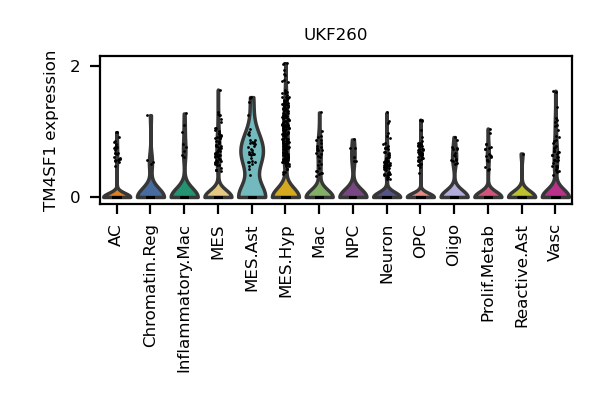 UKF260
TM4SF1 expression
2
0
AC
Chromatin.Reg
Inflammatory.Mac
MES
MES.Ast
MES.Hyp
Mac
NPC
Neuron
OPC
Oligo
Prolif.Metab
Reactive.Ast
Vasc